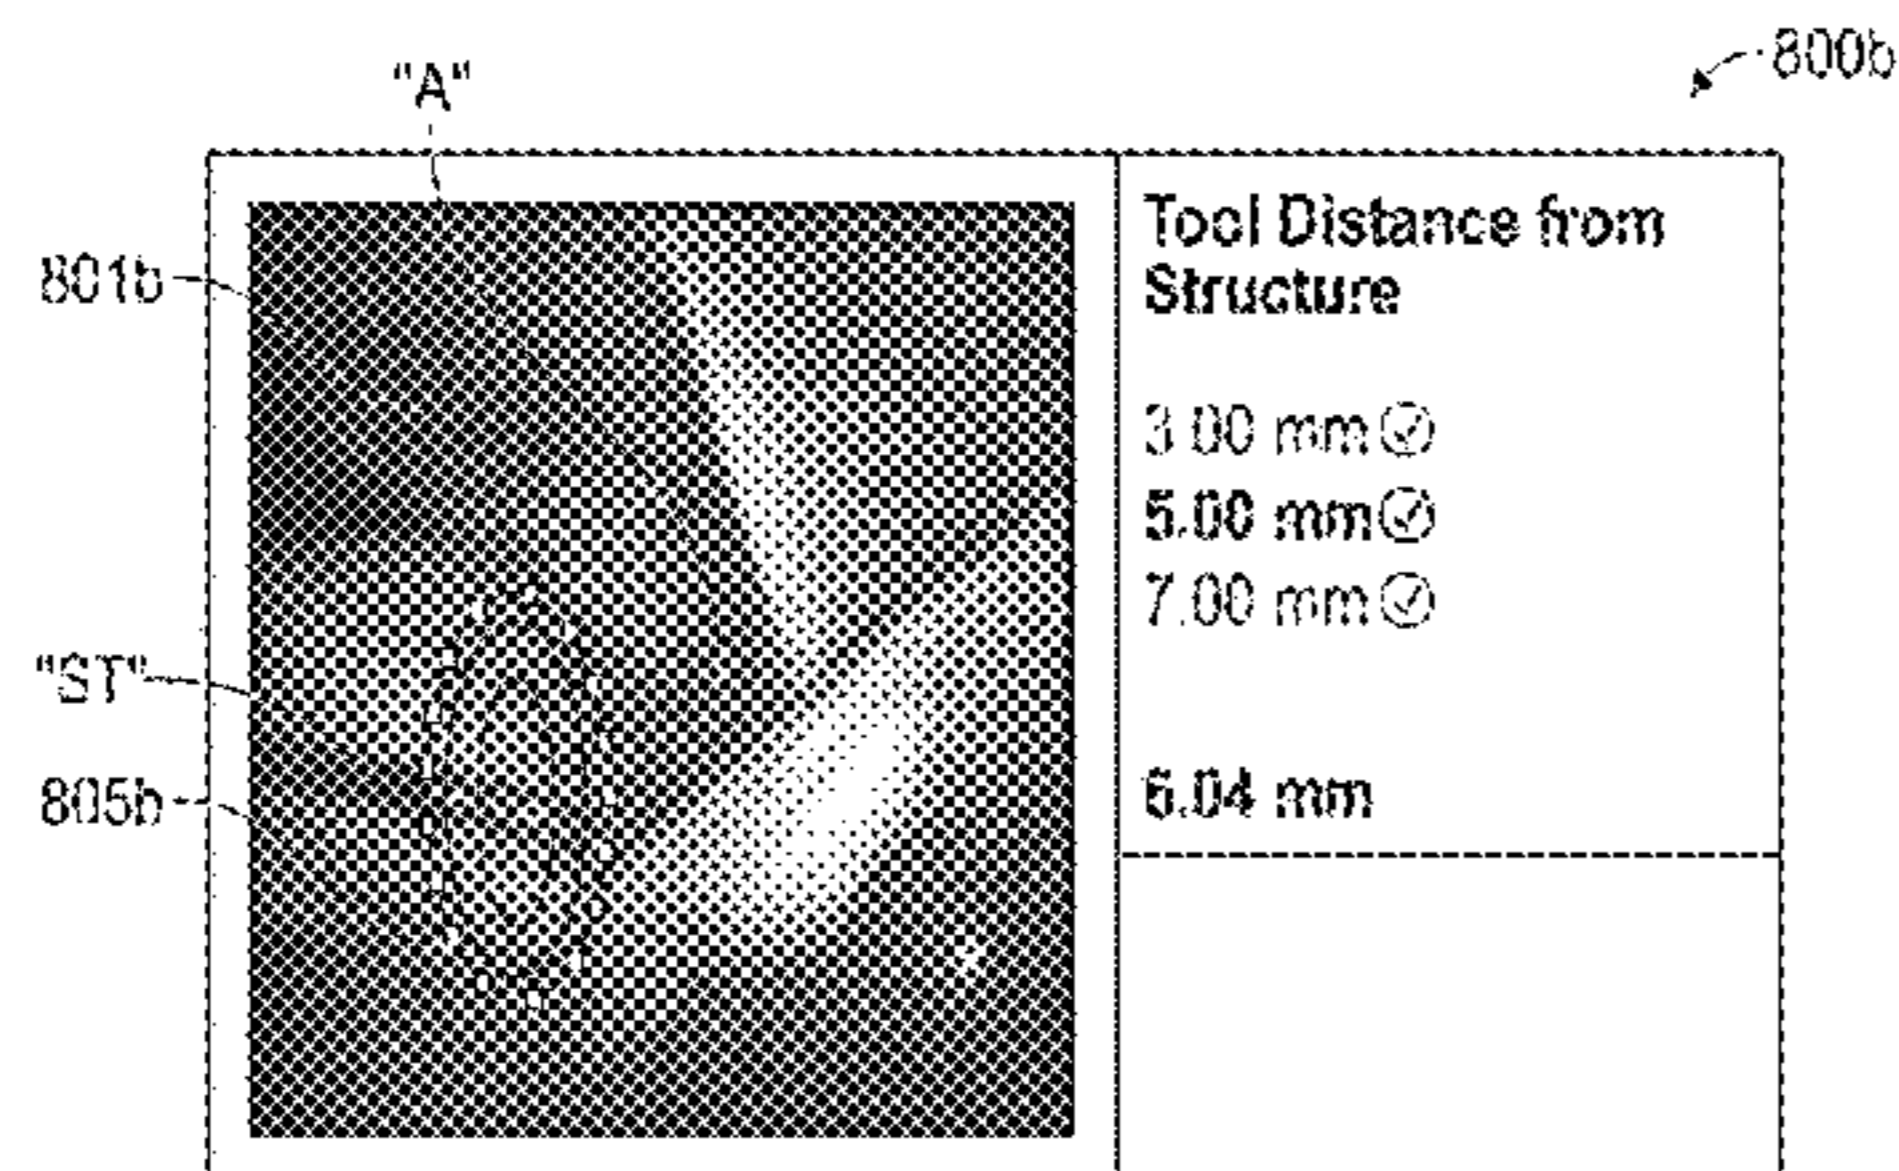 "A"
800b
801b
"ST"
805b
Tool Distance from
Structure
3.00 mm
5.00 mm
7.00 mm
6.04 mm